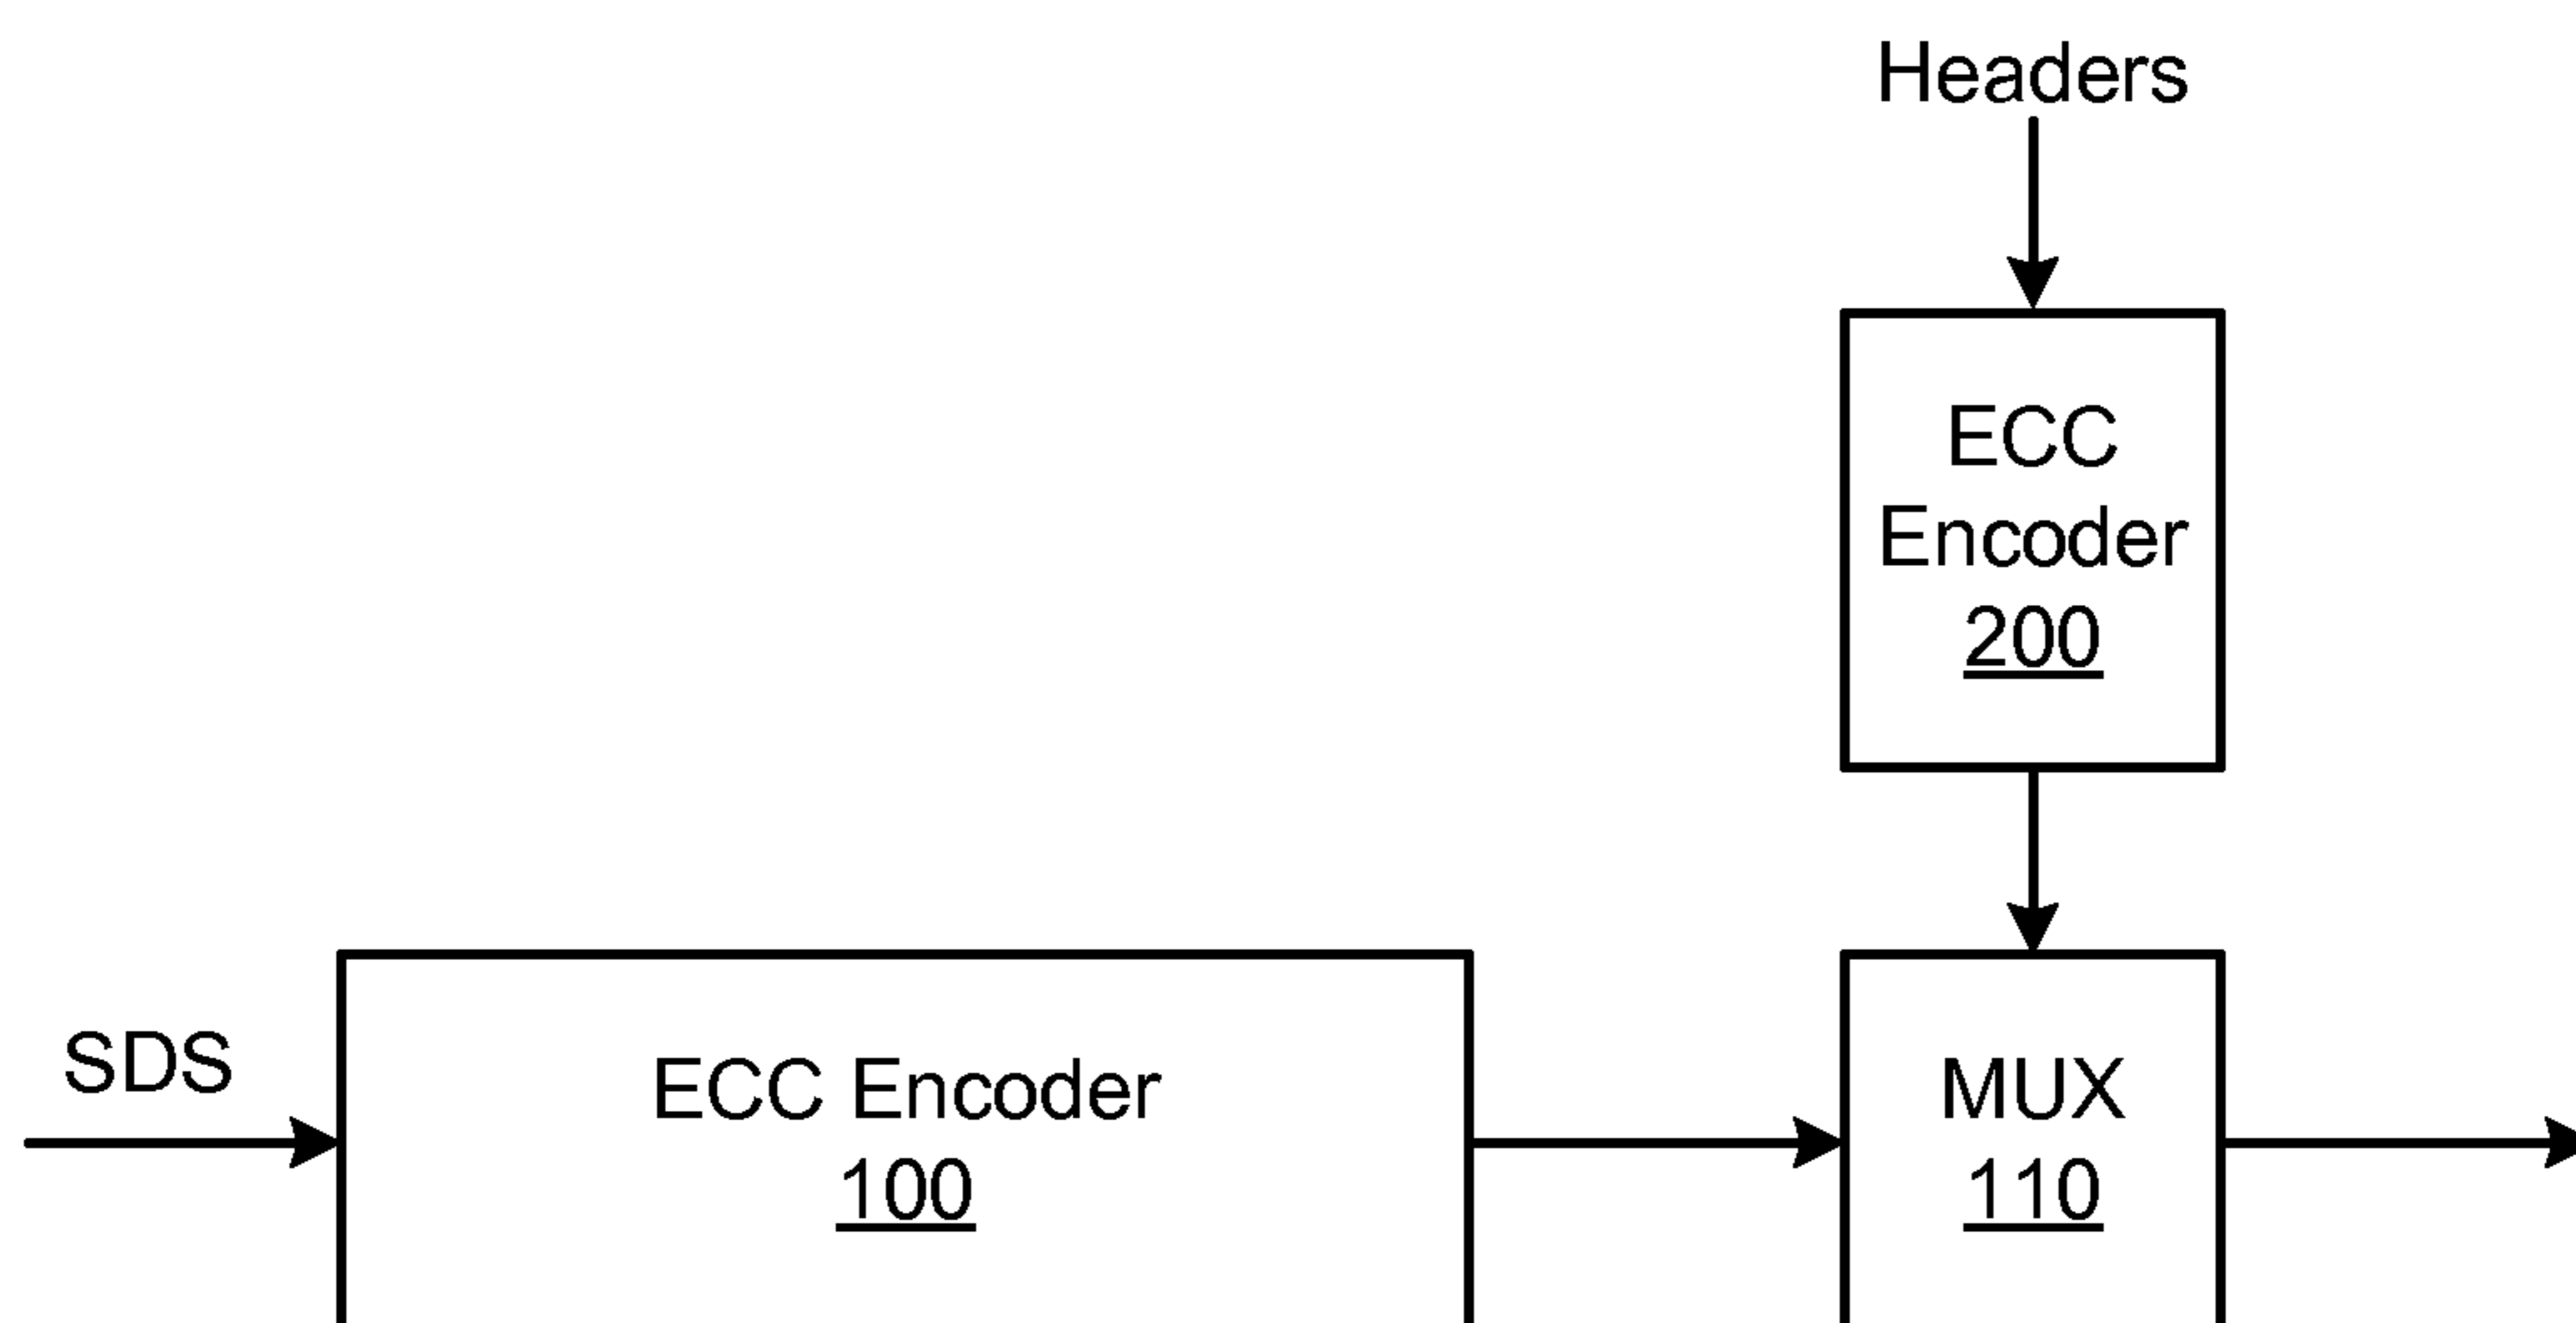 Headers
ECC
Encoder
200
SDS
ECC Encoder
100
MUX
110